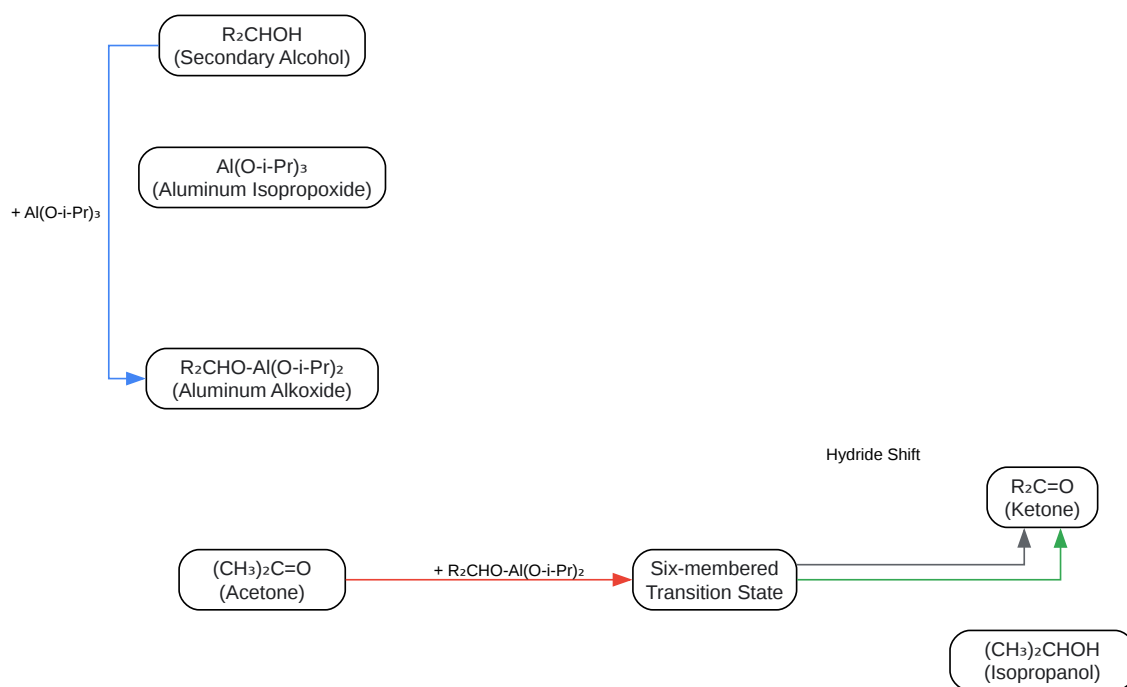 R₂CHOH
(Secondary Alcohol)
Al(O-i-Pr)₃
(Aluminum Isopropoxide)
+ Al(O-i-Pr)₃
R₂CHO-Al(O-i-Pr)₂
(Aluminum Alkoxide)
Hydride Shift
R₂C=O
(Ketone)
(CH₃)₂C=O
(Acetone)
+ R₂CHO-Al(O-i-Pr)₂
Six-membered
Transition State
(CH₃)₂CHOH
(Isopropanol)